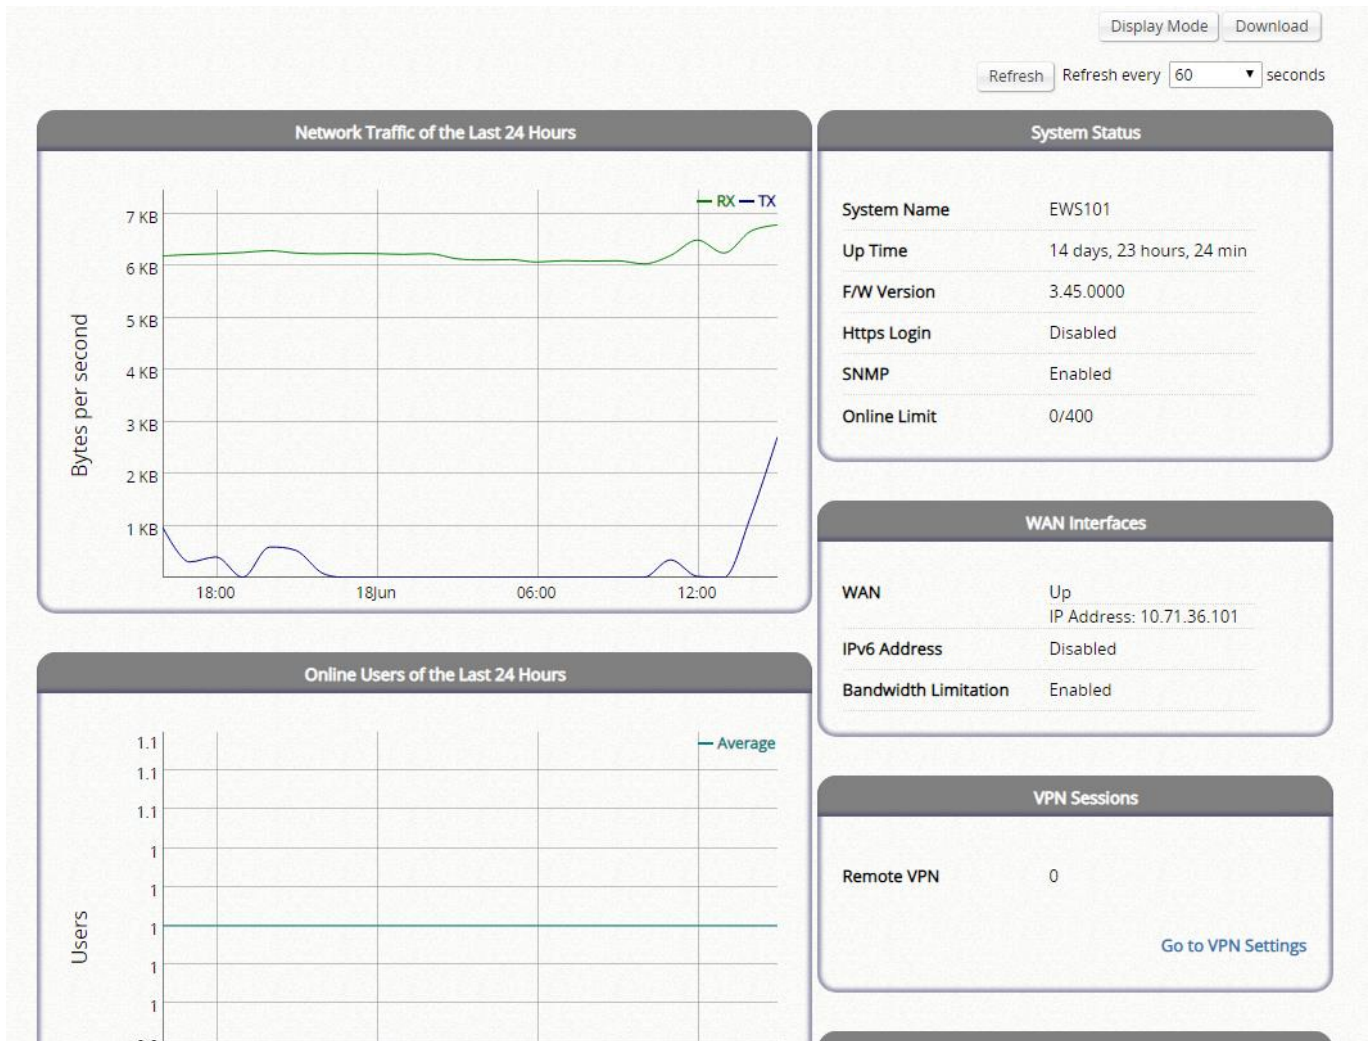 Display Mode Download
Refresh Refresh every 60 seconds
Network Traffic of the Last 24 Hours
RX TX
7 KB
6 KB
5 KB
4 KB
3 KB
2 KB
1 KB
Bytes per second
18:00 18Jun 06:00 12:00
Online Users of the Last 24 Hours
Average
1.1
1.1
1.1
1
1
1
1
1
Users
System Status
System Name EWS101
Up Time 14 days, 23 hours, 24 min
F/W Version 3.45.0000
Https Login Disabled
SNMP Enabled
Online Limit 0/400
WAN Interfaces
WAN Up
IP Address: 10.71.36.101
IPv6 Address Disabled
Bandwidth Limitation Enabled
VPN Sessions
Remote VPN 0
Go to VPN Settings